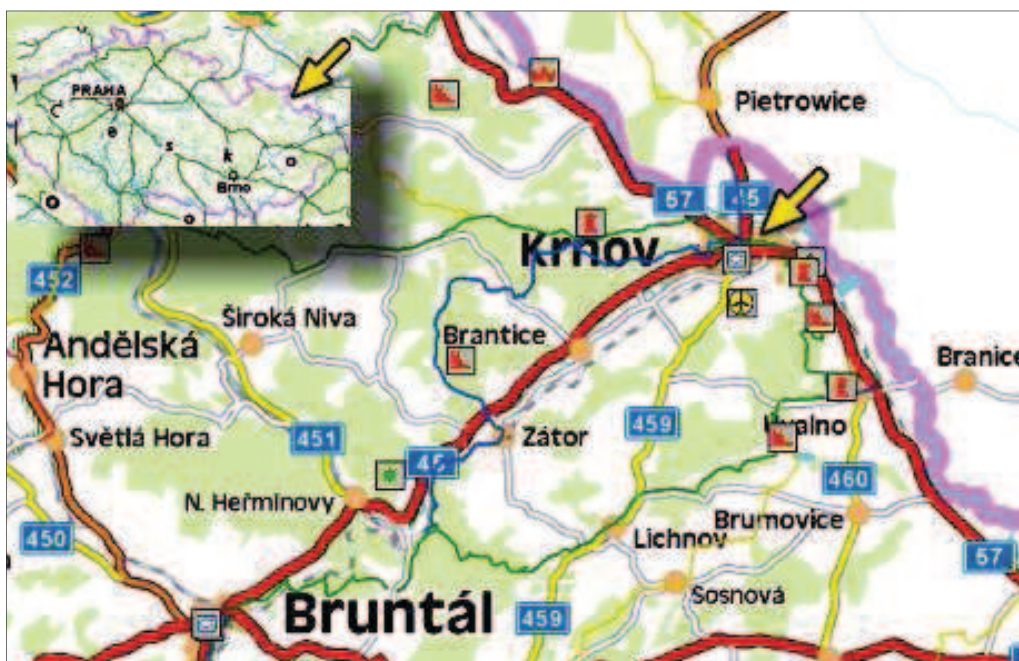 PRAHA
Č
e
s
k
o
Brno
Pietrowice
57
45
Krnov
452
Široká Niva
Brantice
Andělská
Hora
Branice
Světlá Hora
451
459
Zátor
Úvalno
45
N. Heřminovy
460
Brumovice
450
Lichnov
57
Sosnová
Bruntál
459